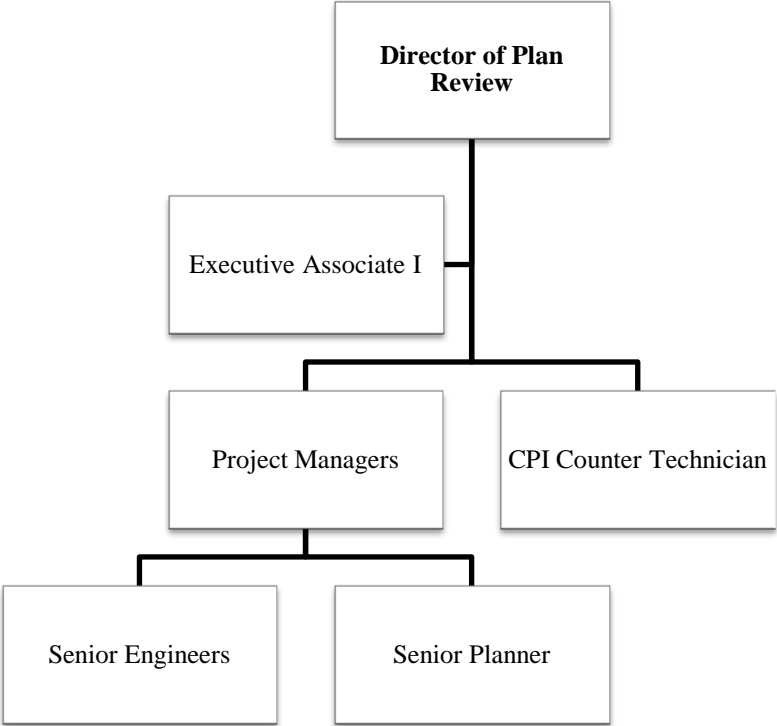 Director of Plan
Review
Executive Associate I
Project Managers
CPI Counter Technician
Senior Engineers
Senior Planner